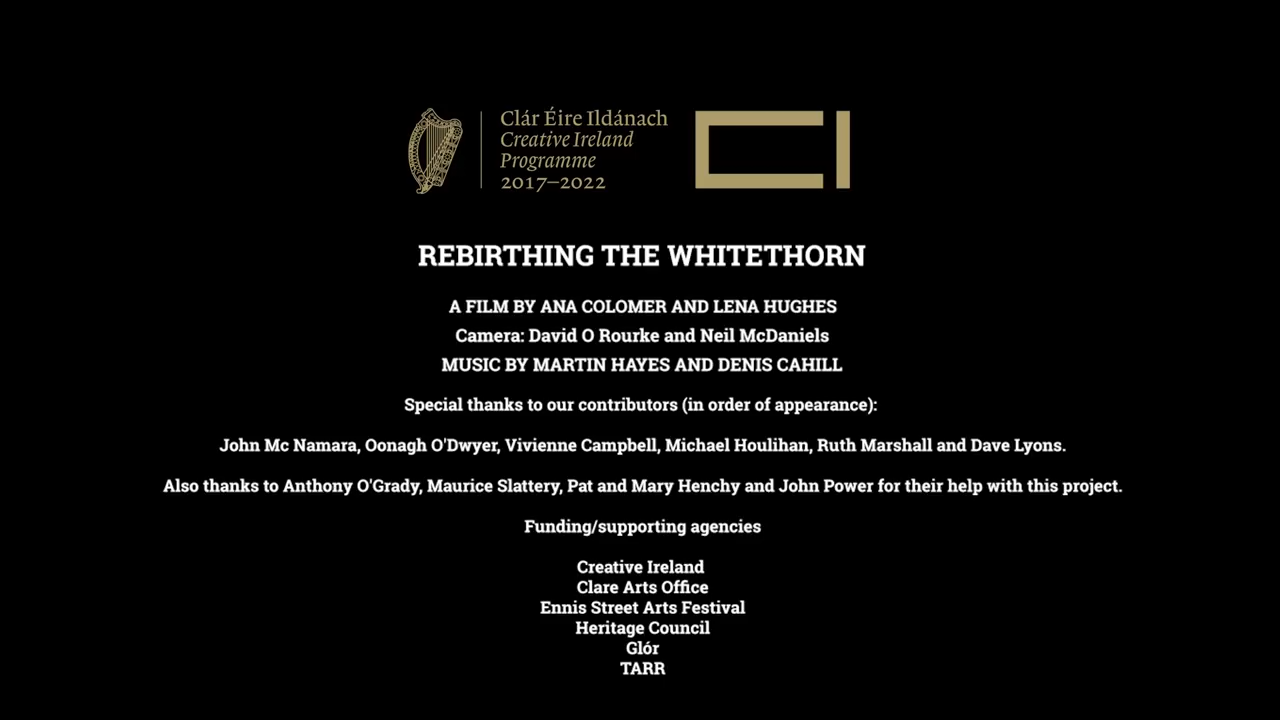 Clár Éire Ildánach
Creative Ireland
Programme
2017–2022
CI
REBIRTHING THE WHITETHORN
A FILM BY ANA COLOMER AND LENA HUGHES
Camera: David O Rourke and Neil McDaniels
MUSIC BY MARTIN HAYES AND DENIS CAHILL
Special thanks to our contributors (in order of appearance):
John Mc Namara, Oonagh O'Dwyer, Vivienne Campbell, Michael Houlihan, Ruth Marshall and Dave Lyons.
Also thanks to Anthony O'Grady, Maurice Slattery, Pat and Mary Henchy and John Power for their help with this project.
Funding/supporting agencies
Creative Ireland
Clare Arts Office
Ennis Street Arts Festival
Heritage Council
Glór
TARR